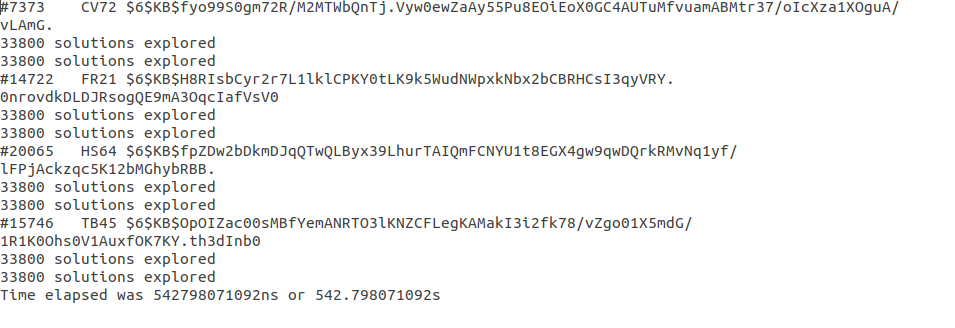 #7373    CV72 $6$KB$fyo99S0gm72R/M2MTWbQnTj.Vyw0ewZaAy55Pu8EOiEoX0GC4AUTuMfvuamABMtr37/oIcXza1XOguA/
vLAMG.
33800 solutions explored
33800 solutions explored
#14722   FR21 $6$KB$H8RIsbCyr2r7L1lklCPKY0tLK9k5WudNWpxkNbx2bCBRHCsI3qyVRY.
0nrovdkDLDJRsogQE9mA3OqcIafVsV0
33800 solutions explored
33800 solutions explored
#20065   HS64 $6$KB$fpZDw2bDkmDJqQTwQLByx39LhurTAIQmFCNYU1t8EGX4gw9qwDQrkRMvNq1yf/
lFPjAckzqc5K12bMGhybRBB.
33800 solutions explored
33800 solutions explored
#15746   TB45 $6$KB$OpOIZac00sMBfYemANRTO3lKNZCFLegKAMakI3i2fk78/vZgo01X5mdG/
1R1K0Ohs0V1AuxfOK7KY.th3dInb0
33800 solutions explored
33800 solutions explored
Time elapsed was 542798071092ns or 542.798071092s